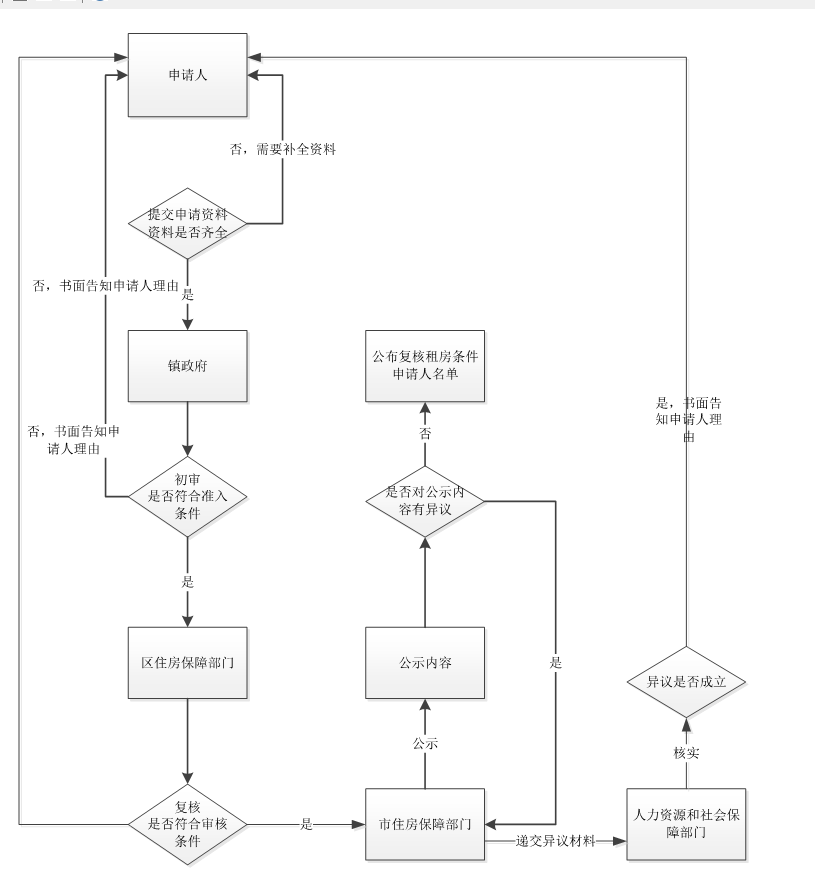 申请人
否，需要补全资料
提交申请资料
资料是否齐全
否，书面告知申请人理由
是
镇政府
公布复核租房条件
申请人名单
是，书面告
知申请人理
由
否
否，书面告知申
请人理由
初审
是否符合准入
条件
是否对公示内
容有异议
是
区住房保障部门
公示内容
是
异议是否成立
公示
核实
复核
是否符合审核
条件
是
市住房保障部门
递交异议材料
人力资源和社会保
障部门